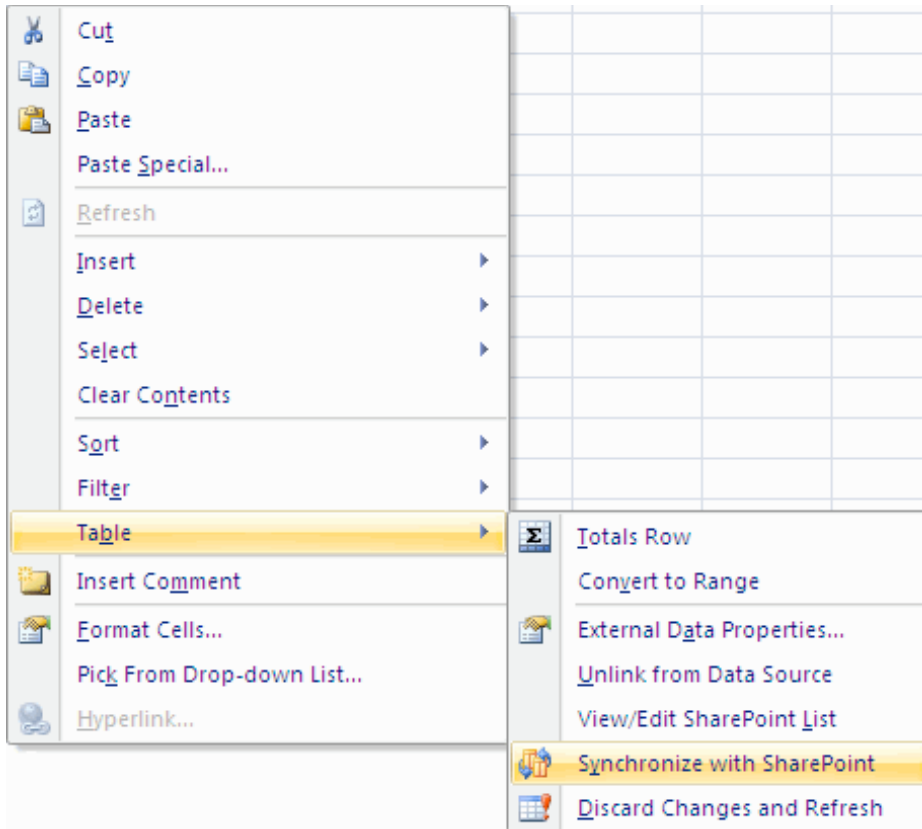 Cut
Copy
Paste
Paste Special...
Refresh
Insert
Delete
Select
Clear Contents
Sort
Filter
Table
Insert Comment
Format Cells...
Pick From Drop-down List...
Hyperlink...
Totals Row
Convert to Range
External Data Properties...
Unlink from Data Source
View/Edit SharePoint List
Synchronize with SharePoint
Discard Changes and Refresh